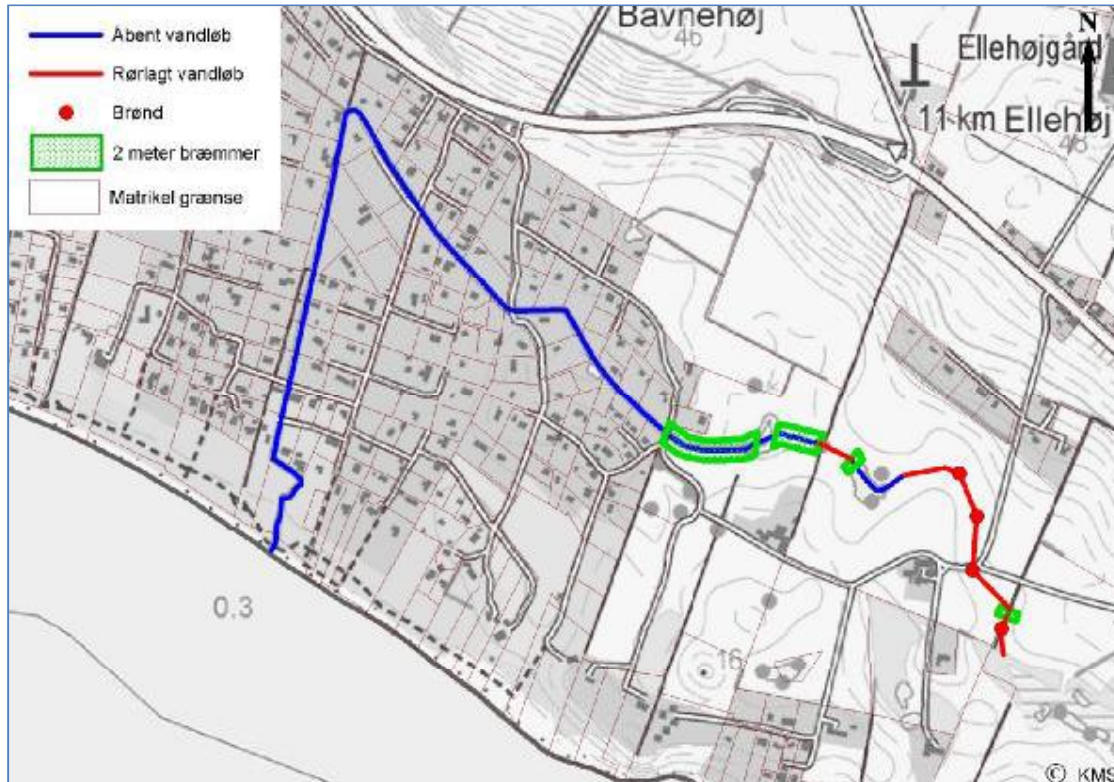 Åbent vandløb
Rørlagt vandløb
Brønd
2 meter bræmmer
Matrikel grænse
Bavnehøj
46
N
Ellehøjgård
11 km Ellehøj
0.3
16
© KMS